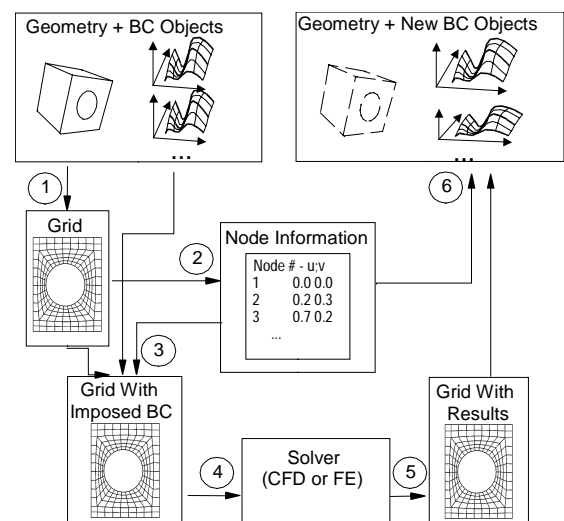 Geometry + BC Objects
...
Geometry + New BC Objects
...
1
6
Grid
2
Node Information
Node # - u;v
1 0.0 0.0
2 0.2 0.3
3 0.7 0.2
...
3
Grid With
Imposed BC
4
Solver
(CFD or FE)
5
Grid With
Results